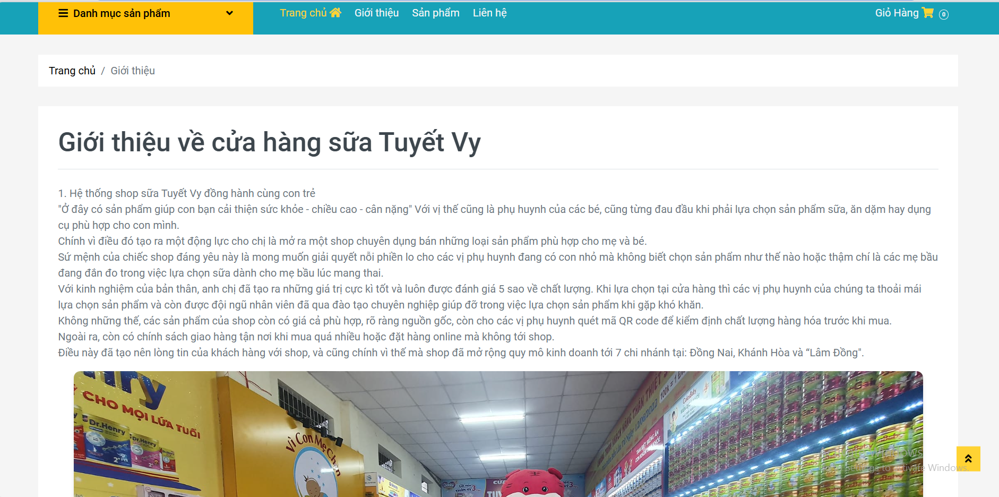 Danh mục sản phẩm
Trang chủ Giới thiệu Sản phẩm Liên hệ
Giỏ Hàng 0
Trang chủ / Giới thiệu
Giới thiệu về cửa hàng sữa Tuyết Vy
1. Hệ thống shop sữa Tuyết Vy đồng hành cùng con trẻ
"Ở đây có sản phẩm giúp con bạn cải thiện sức khỏe - chiều cao - cân nặng" Với vị thế cũng là phụ huynh của các bé, cũng từng đau đầu khi phải lựa chọn sản phẩm sữa, ăn dặm hay dụng
cụ phù hợp cho con mình.
Chính vì điều đó tạo ra một động lực cho chị là mở ra một shop chuyên dụng bán những loại sản phẩm phù hợp cho mẹ và bé.
Sứ mệnh của chiếc shop đáng yêu này là mong muốn giải quyết nỗi phiền lo cho các vị phụ huynh đang có con nhỏ mà không biết chọn sản phẩm như thế nào hoặc thậm chí là các mẹ bầu
đang đắn đo trong việc lựa chọn sữa dành cho mẹ bầu lúc mang thai.
Với kinh nghiệm của bản thân, anh chị đã tạo ra những giá trị cực kì tốt và luôn được đánh giá 5 sao về chất lượng. Khi lựa chọn tại cửa hàng thì các vị phụ huynh của chúng ta thoải mái
lựa chọn sản phẩm và còn được đội ngũ nhân viên đã qua đào tạo chuyên nghiệp giúp đỡ trong việc lựa chọn sản phẩm khi gặp khó khăn.
Không những thế, các sản phẩm của shop còn có giá cả phù hợp, rõ ràng nguồn gốc, còn cho các vị phụ huynh quét mã QR code để kiểm định chất lượng hàng hóa trước khi mua.
Ngoài ra, còn có chính sách giao hàng tận nơi khi mua quá nhiều hoặc đặt hàng online mà không tới shop.
Điều này đã tạo nên lòng tin của khách hàng với shop, và cũng chính vì thế mà shop đã mở rộng quy mô kinh doanh tới 7 chi nhánh tại: Đồng Nai, Khánh Hòa và “Lâm Đồng".
CHO MỌI LỨA TUỔI
Dr.Henry
Dr.Henry
2+
Vì Con Mẹ Chọn
100K = 1
ColosBaby
TỪ NGÀY 12/08/2022
to activate Windows.